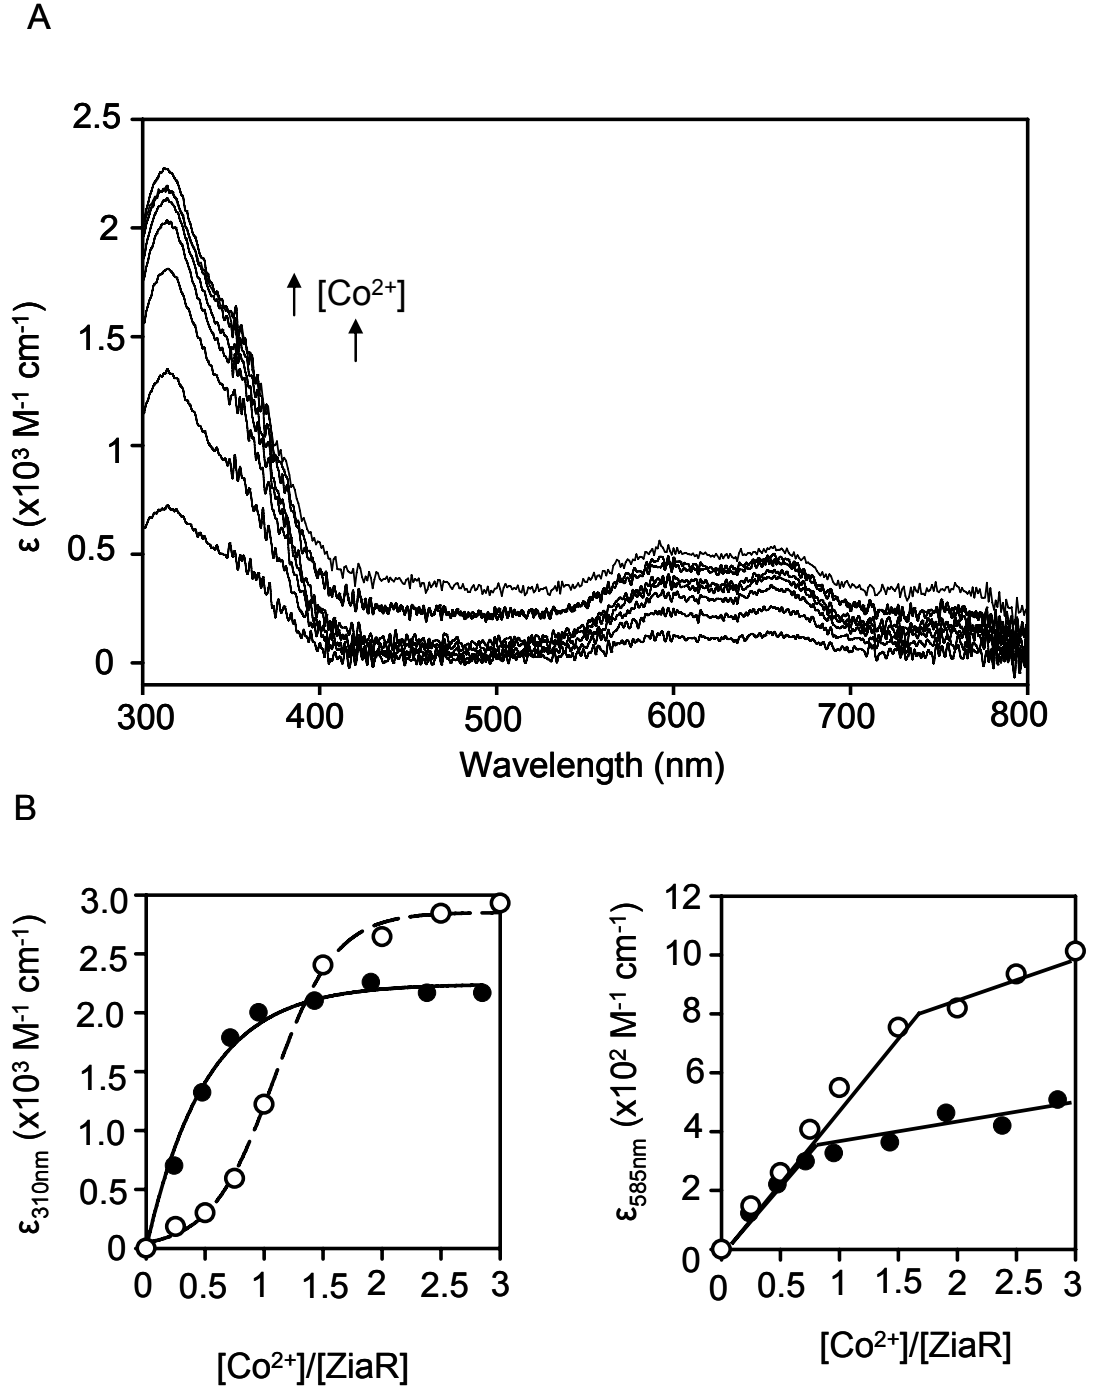 A
ε (x10³ M⁻¹ cm⁻¹)
2.5
2
1.5
1
0.5
0
[Co²⁺]
300 400 500 600 700 800
Wavelength (nm)
B
ε310nm (x10³ M⁻¹ cm⁻¹)
3.0
2.5
2.0
1.5
1.0
0.5
0
0 0.5 1 1.5 2 2.5 3
[Co²⁺]/[ZiaR]
ε585nm (x10² M⁻¹ cm⁻¹)
12
10
8
6
4
2
0
0 0.5 1 1.5 2 2.5 3
[Co²⁺]/[ZiaR]